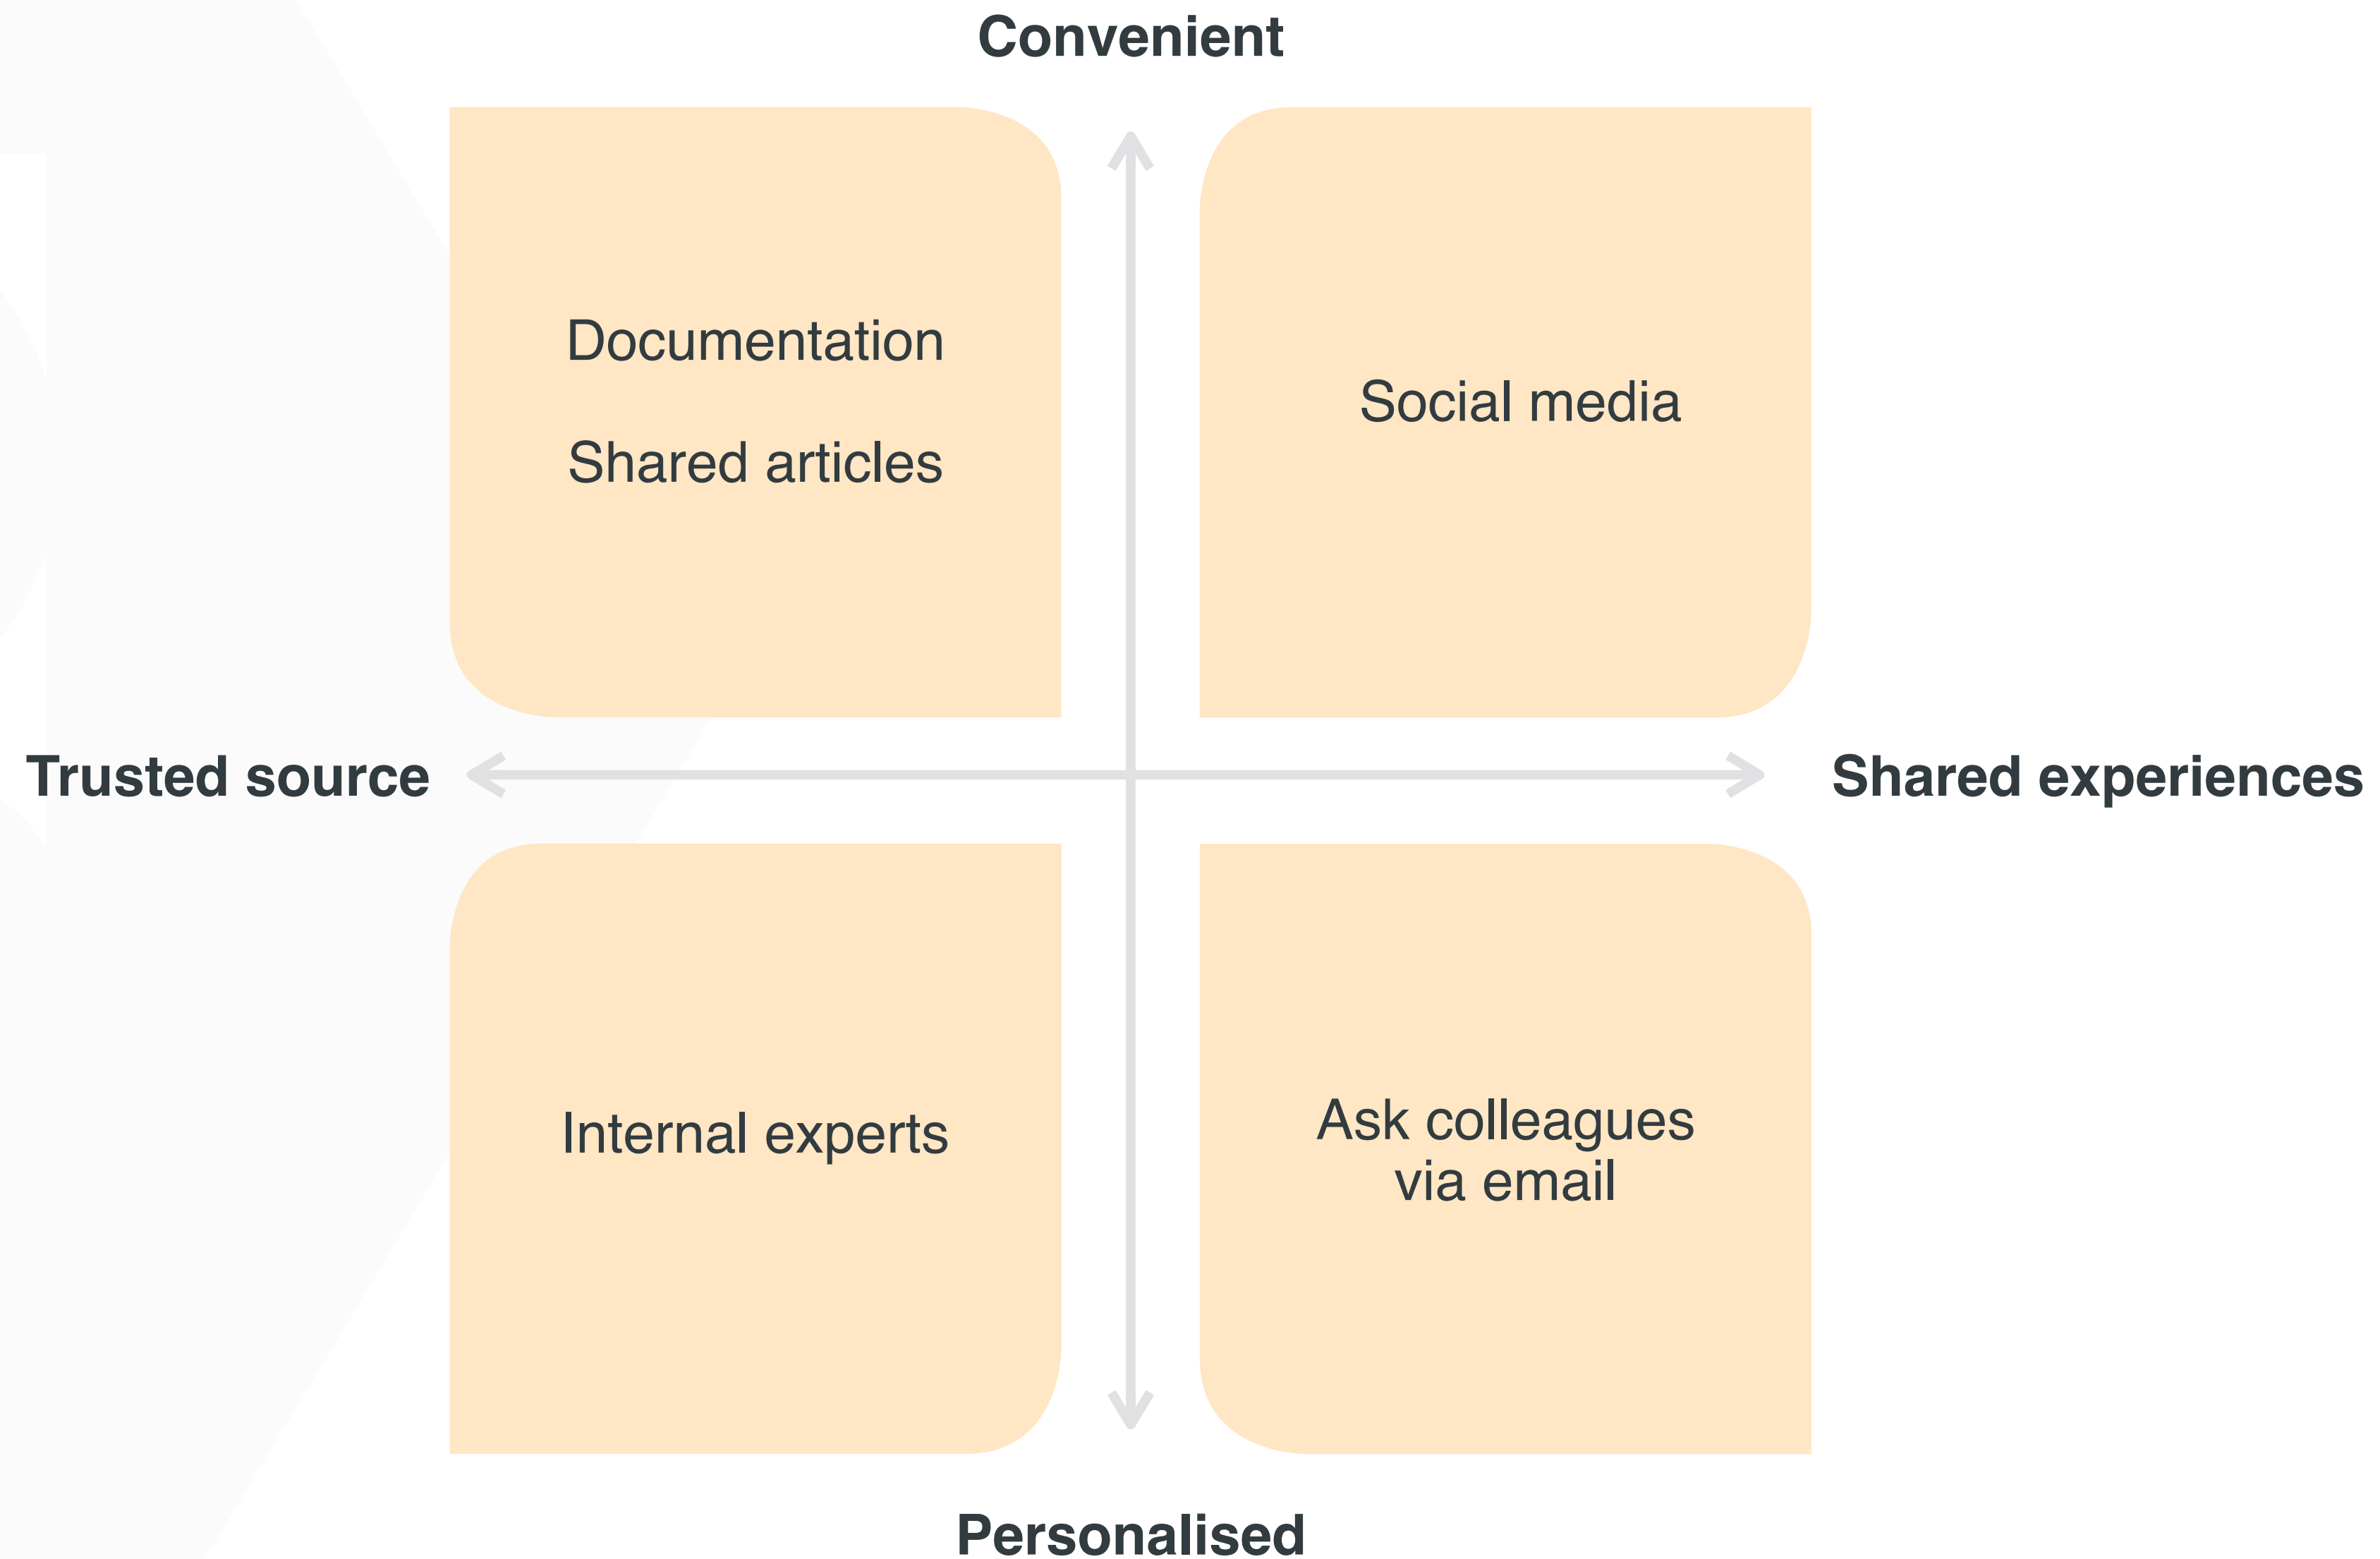 Convenient
Documentation
Shared articles
Social media
Trusted source
Shared experiences
Internal experts
Ask colleagues
via email
Personalised